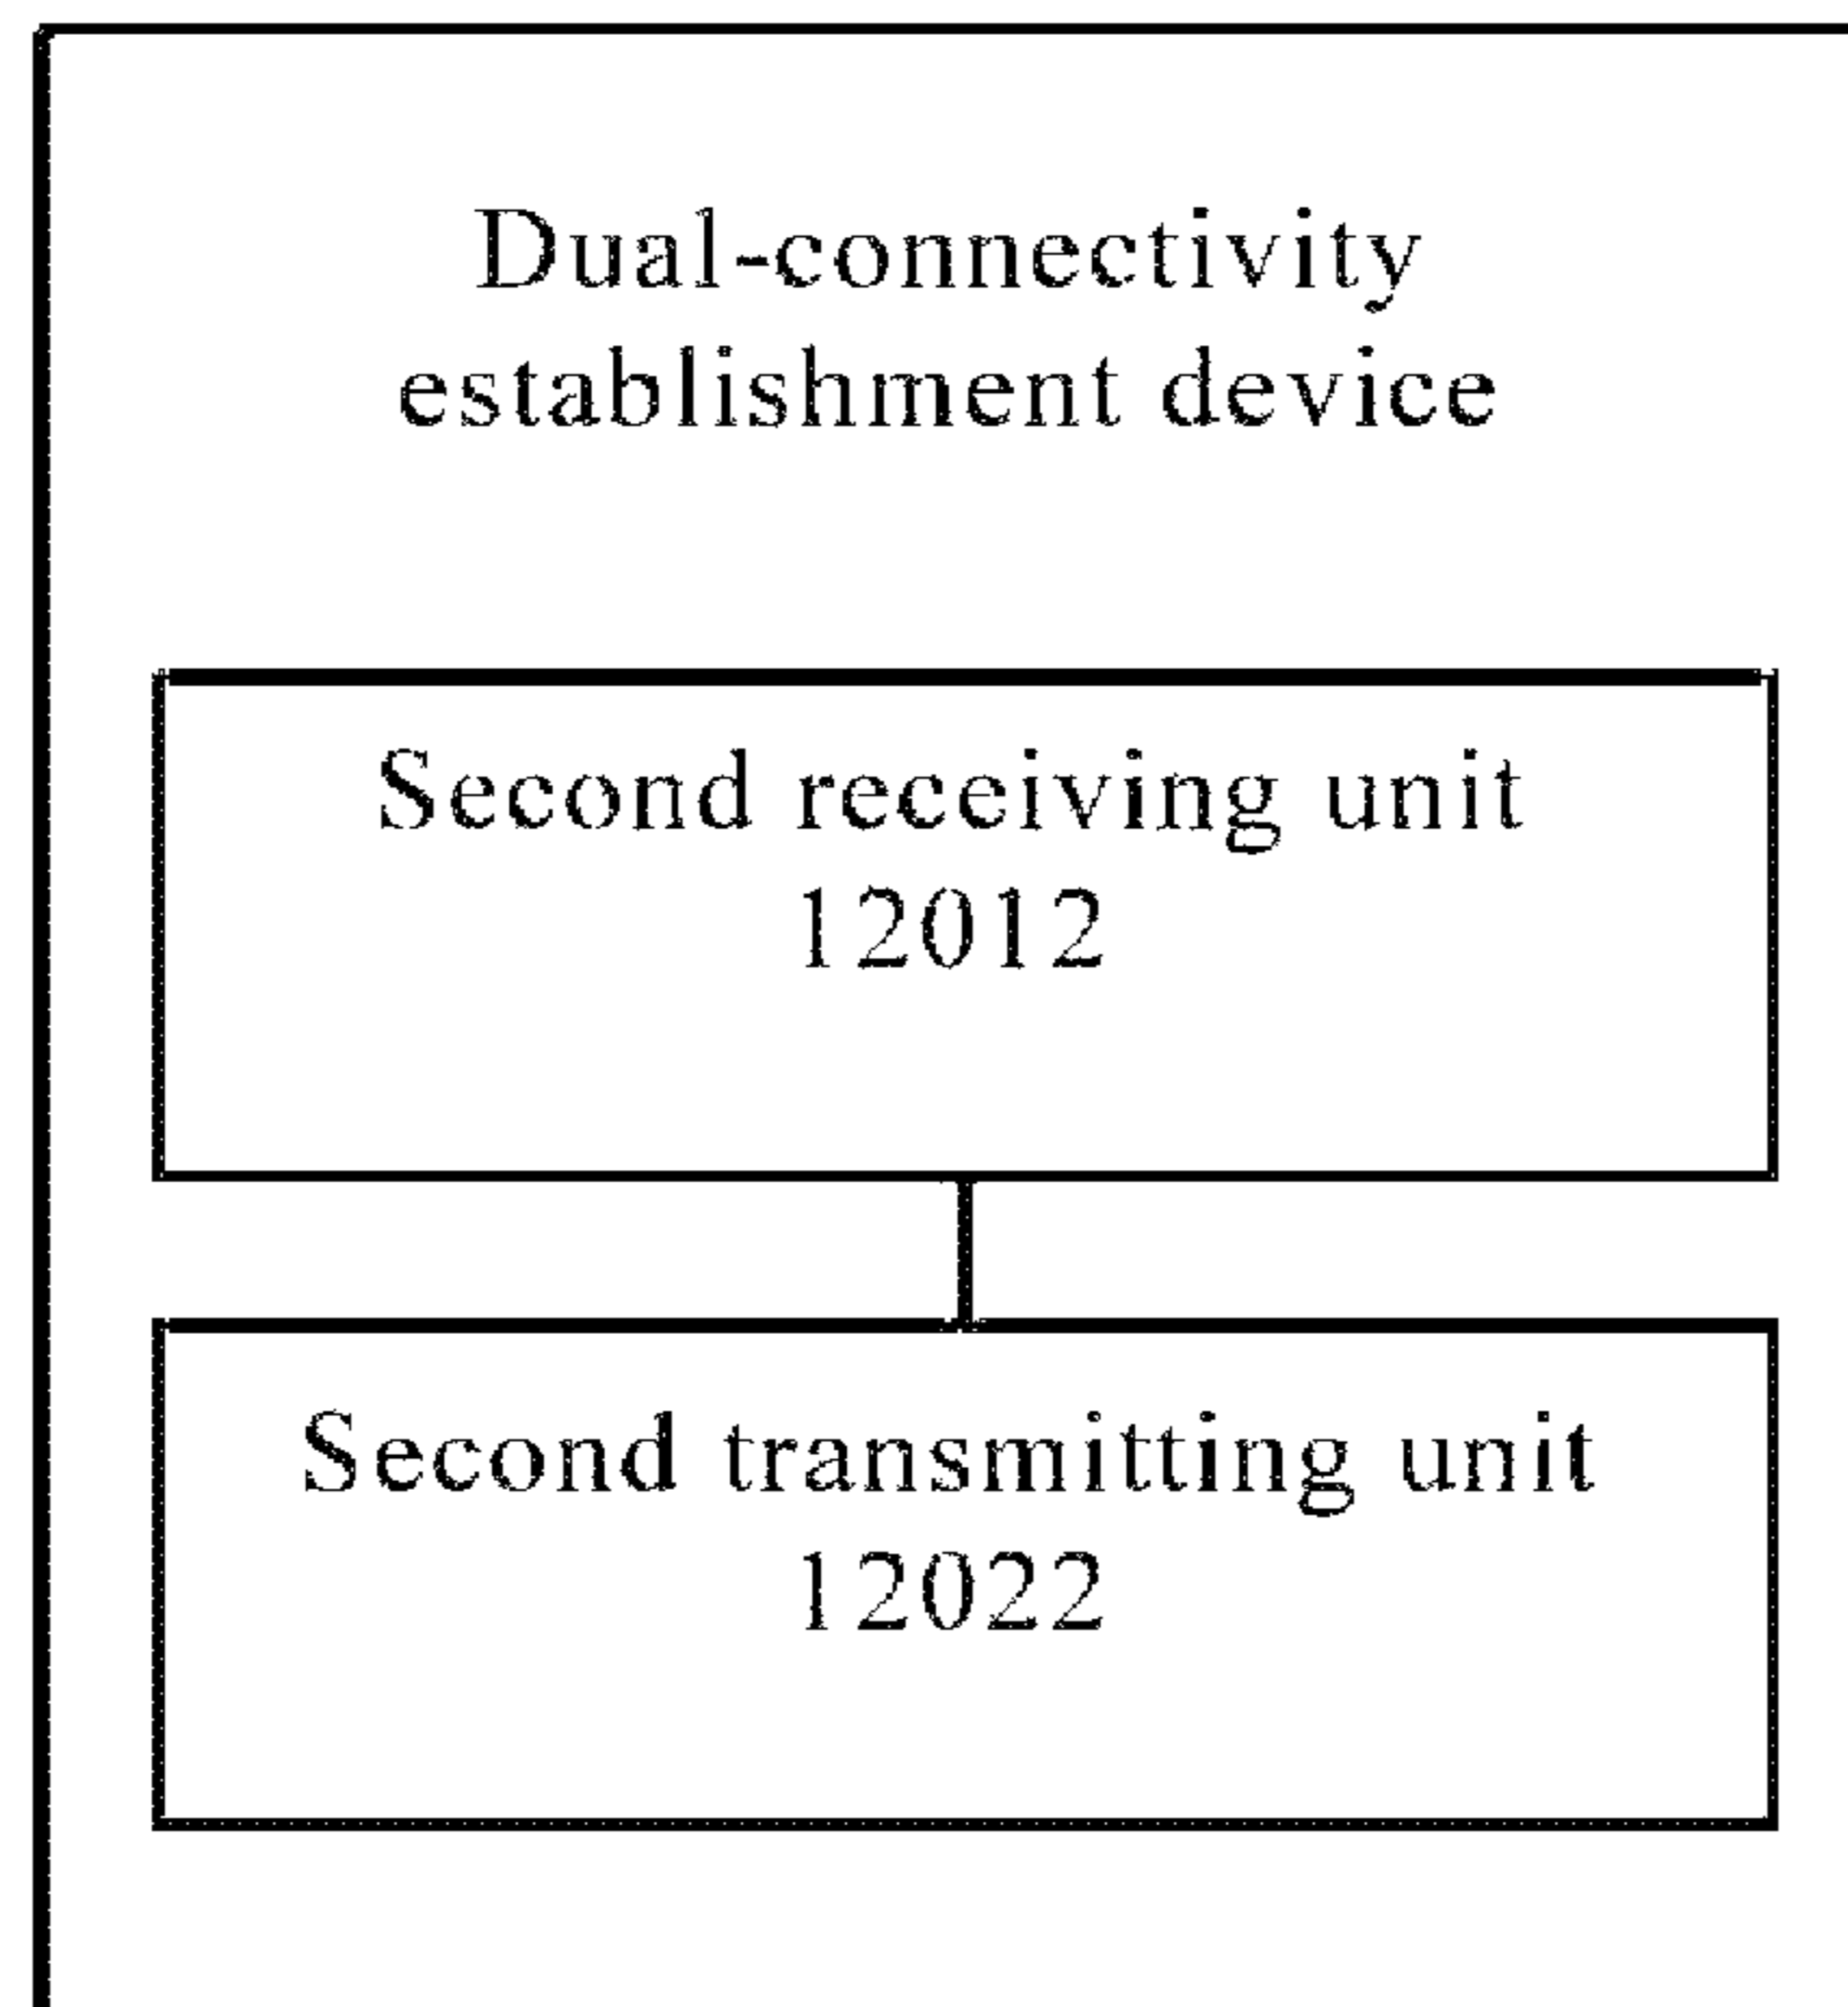 Dual-connectivity
establishment device
Second receiving unit
12012
Second transmitting unit
12022